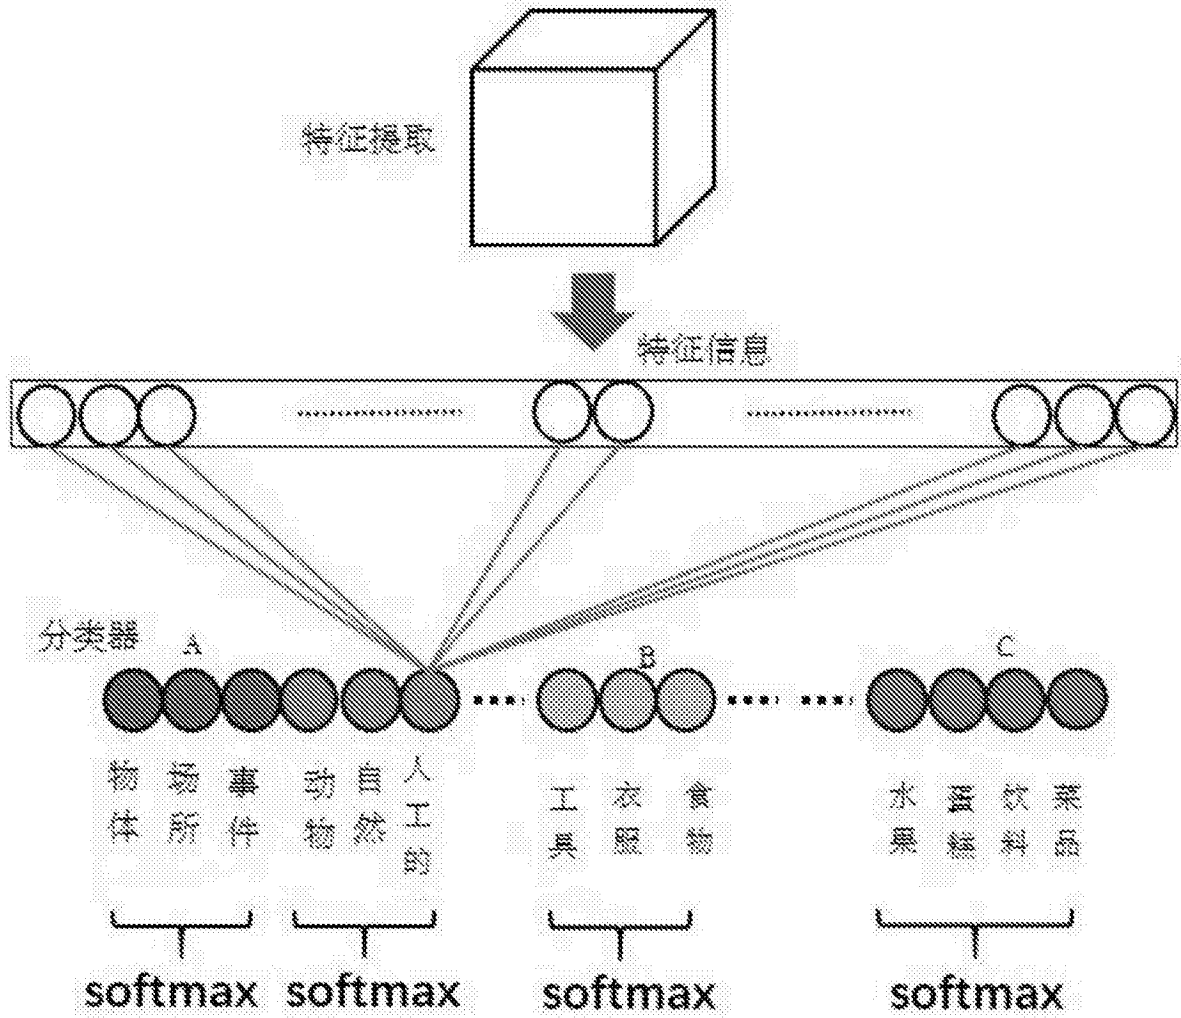 特征提取
特征信息
分类器
A
B
C
物体
场所
事件
动物
自然
人工的
工具
衣服
食物
水果
蛋糕
饮料
菜品
softmax
softmax
softmax
softmax